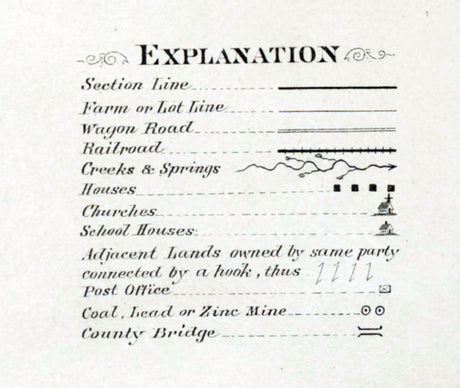 EXPLANATION
Section Line
Farm or Lot Line
Wagon Road
Railroad
Creeks & Springs
Houses
Churches
School Houses
Adjacent Lands owned by same party
connected by a hook, thus
Post Office
Coal, Lead or Zinc Mine
County Bridge